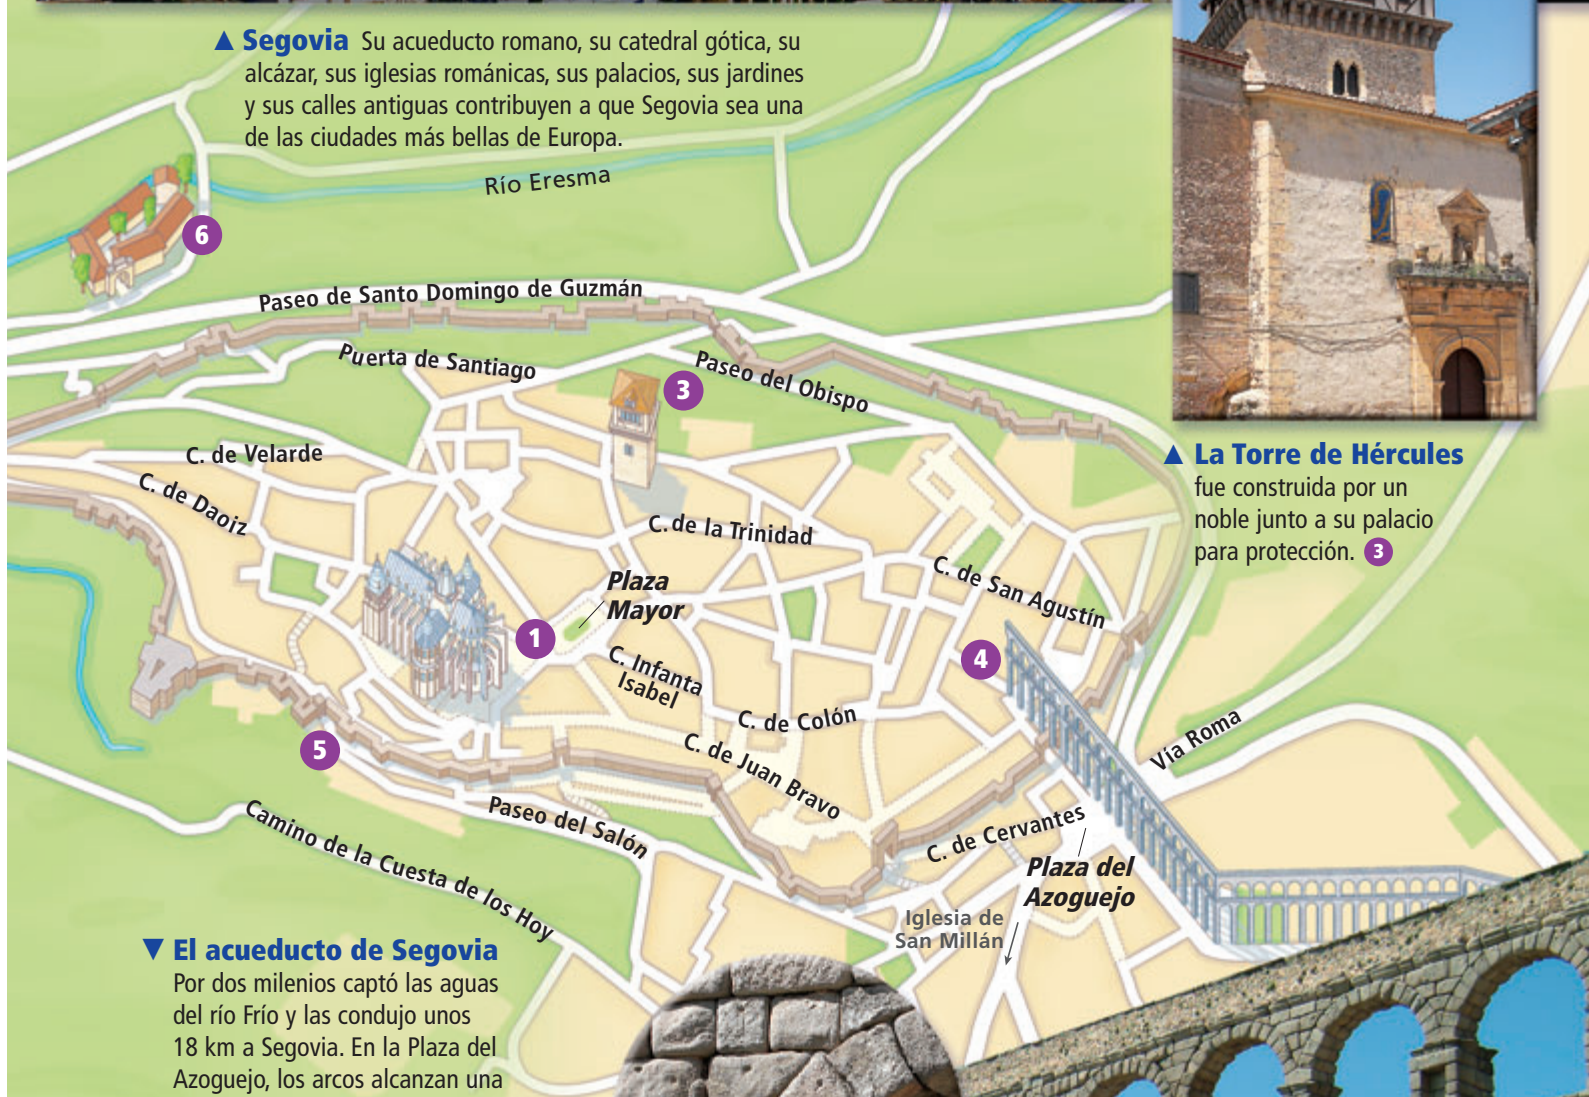 ▲ Segovia Su acueducto romano, su catedral gótica, su
alcázar, sus iglesias románicas, sus palacios, sus jardines
y sus calles antiguas contribuyen a que Segovia sea una
de las ciudades más bellas de Europa.
Río Eresma
6
Paseo de Santo Domingo de Guzmán
Puerta de Santiago
3
Paseo del Obispo
▲ La Torre de Hércules
fue construida por un
noble junto a su palacio
para protección. 3
C. de Velarde
C. de Daoiz
C. de la Trinidad
C. de San Agustín
Plaza
Mayor
1
4
C. Infanta
Isabel
C. de Colón
5
C. de Juan Bravo
Vía Roma
Paseo del Salón
C. de Cervantes
Camino de la Cuesta de los Hoy
Plaza del
Azoguejo
Iglesia de
San Millán
▼ El acueducto de Segovia
Por dos milenios captó las aguas
del río Frío y las condujo unos
18 km a Segovia. En la Plaza del
Azoguejo, los arcos alcanzan una